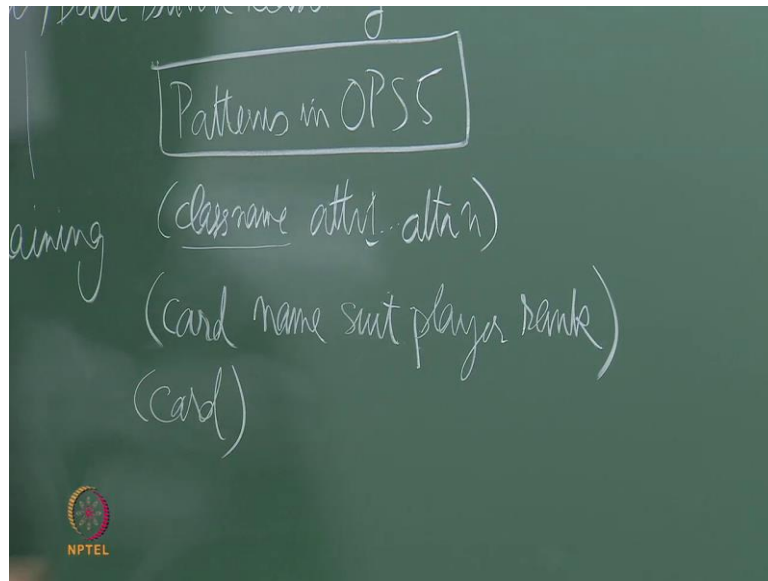 Patterns in OPS5
(classname attr1...attr n)
aining
(card name suit player rank)
(card)
NPTEL